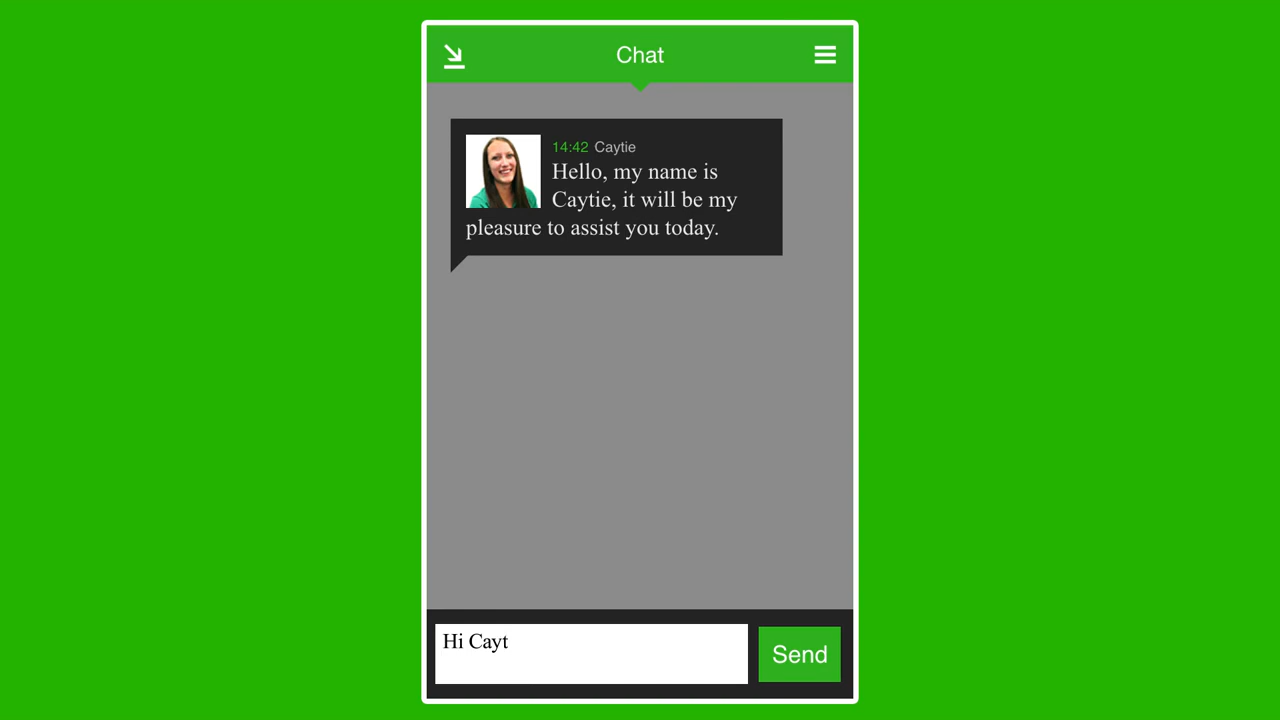 Chat
14:42 Caytie
Hello, my name is
Caytie, it will be my
pleasure to assist you today.
Hi Cayt
Send